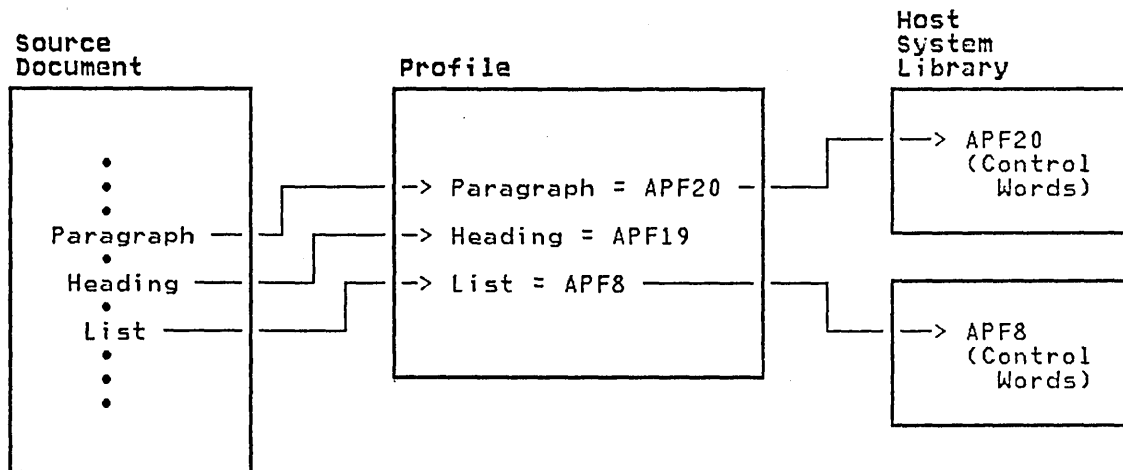 Source
Document
Profile
Host
System
Library
Paragraph
Heading
List
-> Paragraph = APF20
-> Heading = APF19
-> List = APF8
-> APF20
(Control
Words)
-> APF8
(Control
Words)